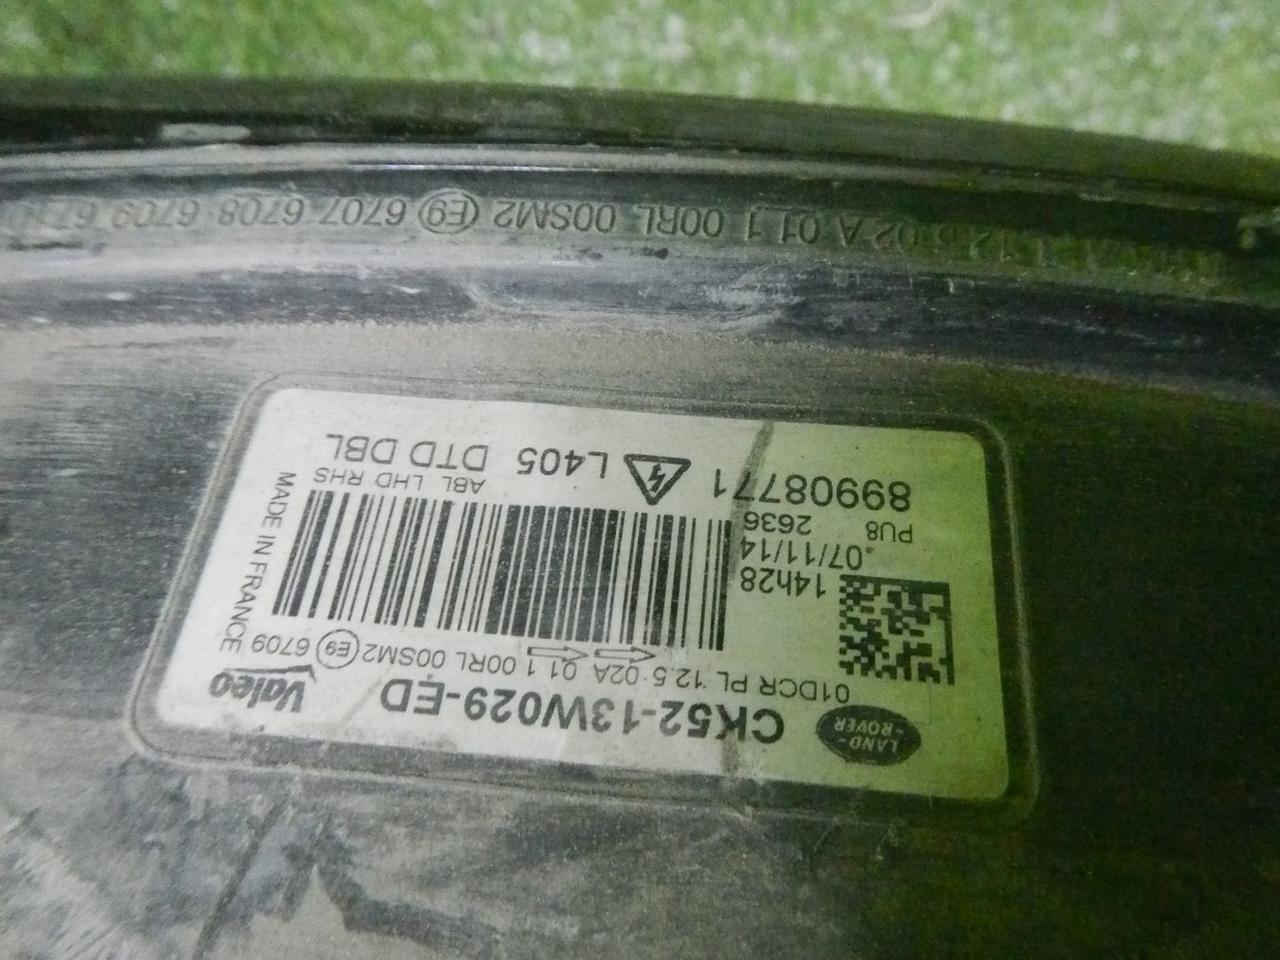 LAND-
-ROVER
CK52-13W029-ED
Valeo
01DCR PL 12.5 02A 01 1 00RL 00SM2 E9 6709 E
14h28
.07/11/14
PU8 2636
MADE IN FRANCE
ABL LHD RHS
89908771 L405 DTD DBL
02 A 01 1 00RL 00SM2 E9 6707 6708 6709